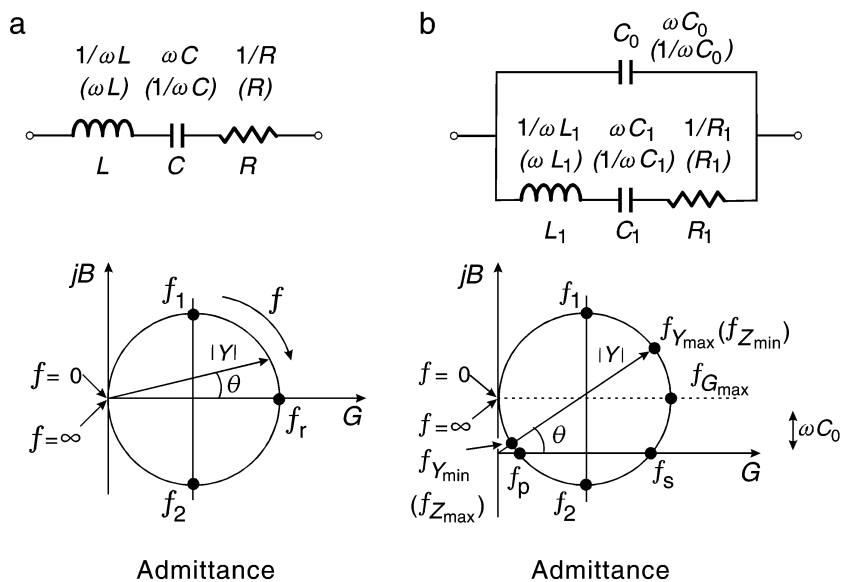 a
1/ωL ωC 1/R
(ωL) (1/ωC) (R)
L C R
jB
f1
f
|Y|
θ
f = 0
f = ∞
G
fr
f2
Admittance
b
C0 ωC0
(1/ωC0)
1/ωL1 ωC1 1/R1
(ωL1) (1/ωC1) (R1)
L1 C1 R1
jB
f1
fYmax (fZmin)
|Y|
fGmax
f = 0
f = ∞
θ
ωC0
fYmin
(fZmax)
fp
fs
G
f2
Admittance